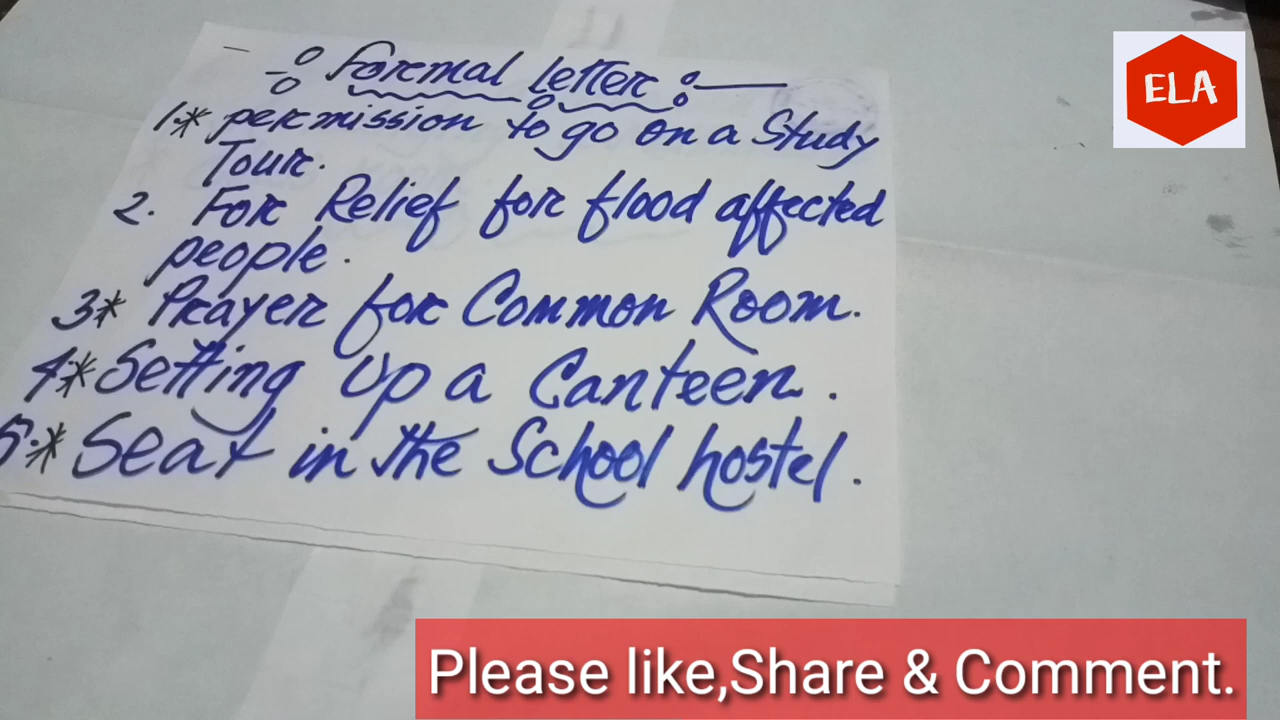 Formal Letter
1.* permission to go on a Study
Tour.
2. For Relief for flood affected
people.
3* Prayer for Common Room.
4.* Setting Up a Canteen.
5.* Seat in the School hostel.
ELA
Please like,Share & Comment.